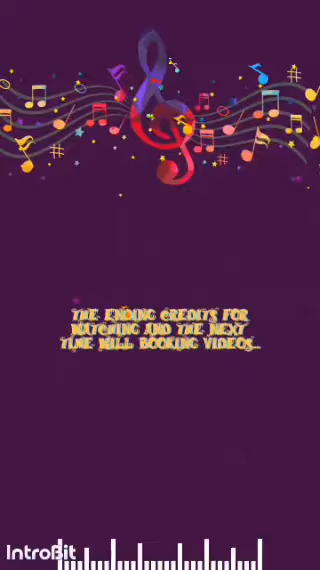 THE ENDING CREDITS FOR
WATCHING AND THE NEXT
TIME WILL BOOKING VIDEOS...
IntroBit